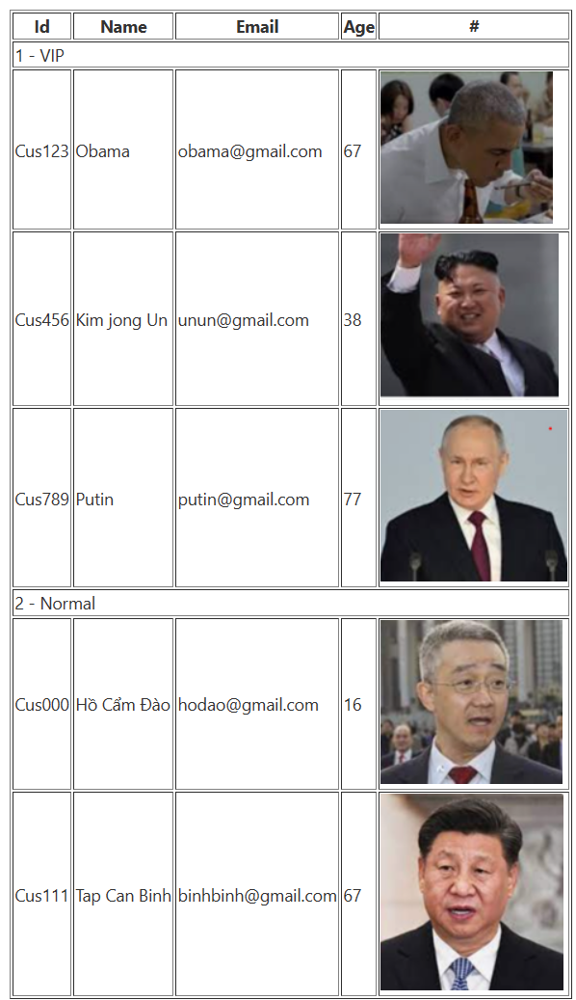 Id Name Email Age #
1 - VIP
Cus123 Obama obama@gmail.com 67
Cus456 Kim jong Un unun@gmail.com 38
Cus789 Putin putin@gmail.com 77
2 - Normal
Cus000 Hồ Cẩm Đào hodao@gmail.com 16
Cus111 Tap Can Binh binhbinh@gmail.com 67